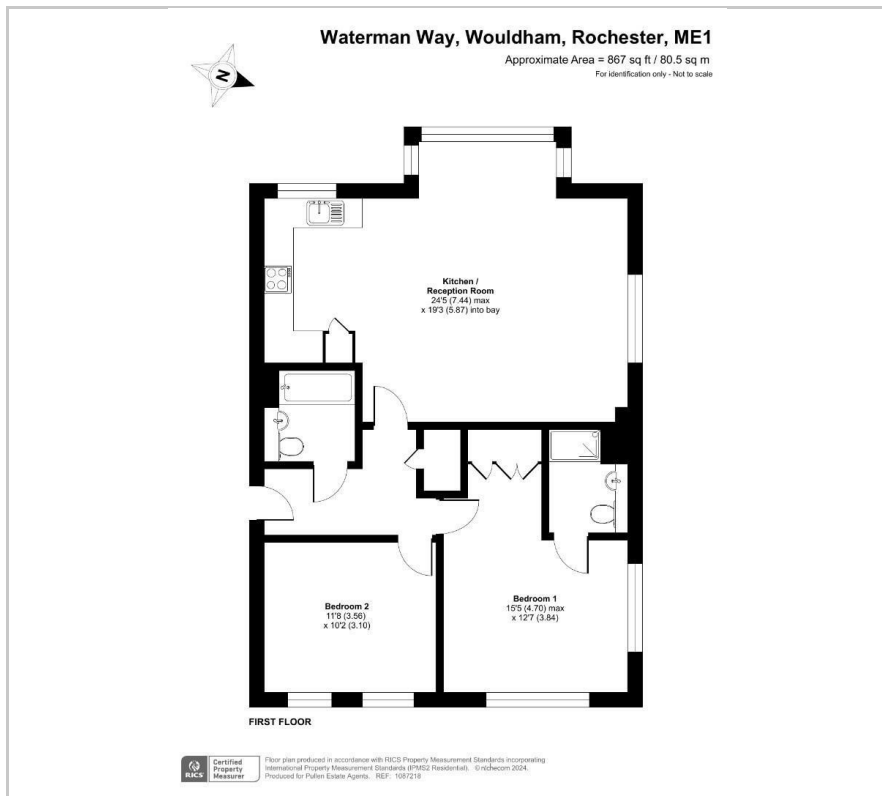 Waterman Way, Wouldham, Rochester, ME1
Approximate Area = 867 sq ft / 80.5 sq m
For identification only - Not to scale
N
Kitchen /
Reception Room
24'5 (7.44) max
x 19'3 (5.87) into bay
Bedroom 2
11'8 (3.56)
x 10'2 (3.10)
Bedroom 1
15'5 (4.70) max
x 12'7 (3.84)
FIRST FLOOR
RICS
Certified
Property
Measurer
Floor plan produced in accordance with RICS Property Measurement Standards incorporating
International Property Measurement Standards (IPMS2 Residential). ©nichecom 2024.
Produced for Pullen Estate Agents. REF: 1087218